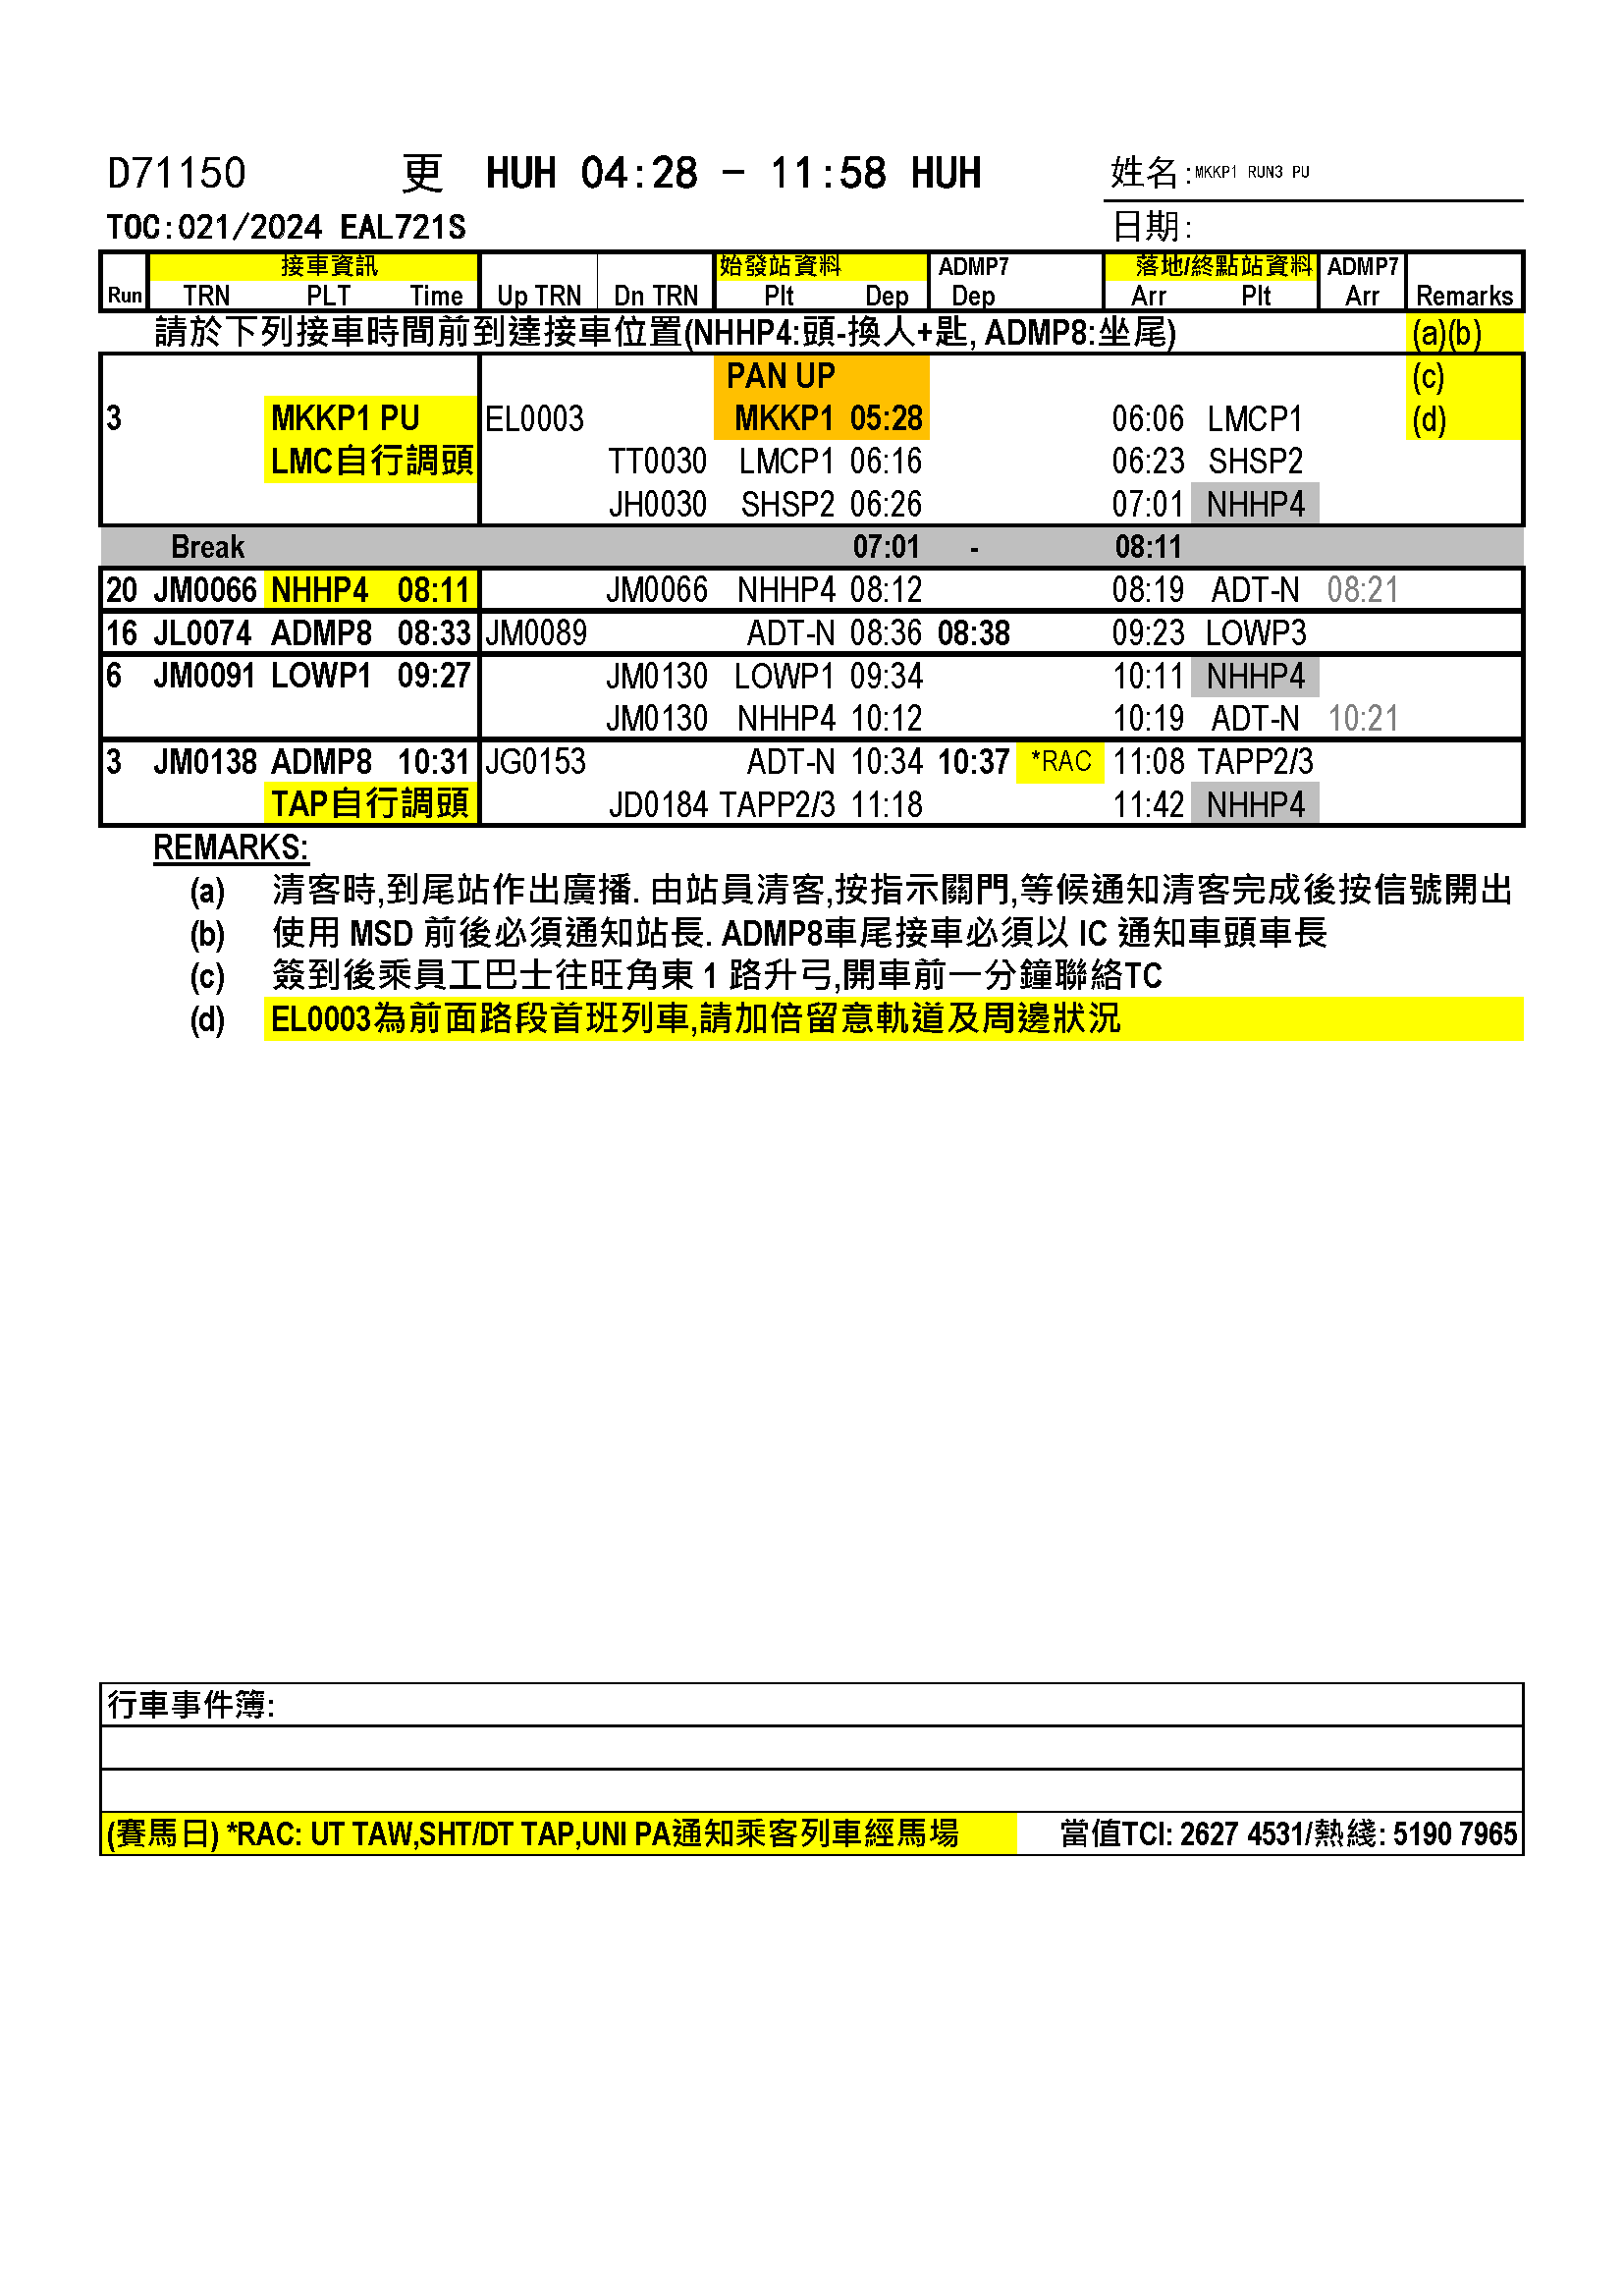 D71150 更 HUH 04:28 - 11:58 HUH 姓名:MKKP1 RUN3 PU
TOC:021/2024 EAL721S 日期:
接車資訊 始發站資料 ADMP7 落地/終點站資料 ADMP7
Run TRN PLT Time Up TRN Dn TRN Plt Dep Dep Arr Plt Arr Remarks
請於下列接車時間前到達接車位置(NHHP4:頭-換人+匙, ADMP8:坐尾) (a)(b)
PAN UP (c)
3 MKKP1 PU EL0003 MKKP1 05:28 06:06 LMCP1 (d)
LMC自行調頭 TT0030 LMCP1 06:16 06:23 SHSP2
JH0030 SHSP2 06:26 07:01 NHHP4
Break 07:01 - 08:11
20 JM0066 NHHP4 08:11 JM0066 NHHP4 08:12 08:19 ADT-N 08:21
16 JL0074 ADMP8 08:33 JM0089 ADT-N 08:36 08:38 09:23 LOWP3
6 JM0091 LOWP1 09:27 JM0130 LOWP1 09:34 10:11 NHHP4
JM0130 NHHP4 10:12 10:19 ADT-N 10:21
3 JM0138 ADMP8 10:31 JG0153 ADT-N 10:34 10:37 *RAC 11:08 TAPP2/3
TAP自行調頭 JD0184 TAPP2/3 11:18 11:42 NHHP4
REMARKS:
(a) 清客時,到尾站作出廣播. 由站員清客,按指示關門,等候通知清客完成後按信號開出
(b) 使用 MSD 前後必須通知站長. ADMP8車尾接車必須以 IC 通知車頭車長
(c) 簽到後乘員工巴士往旺角東 1 路升弓,開車前一分鐘聯絡TC
(d) EL0003為前面路段首班列車,請加倍留意軌道及周邊狀況
行車事件簿:
(賽馬日) *RAC: UT TAW,SHT/DT TAP,UNI PA通知乘客列車經馬場 當值TCI: 2627 4531/熱綫: 5190 7965